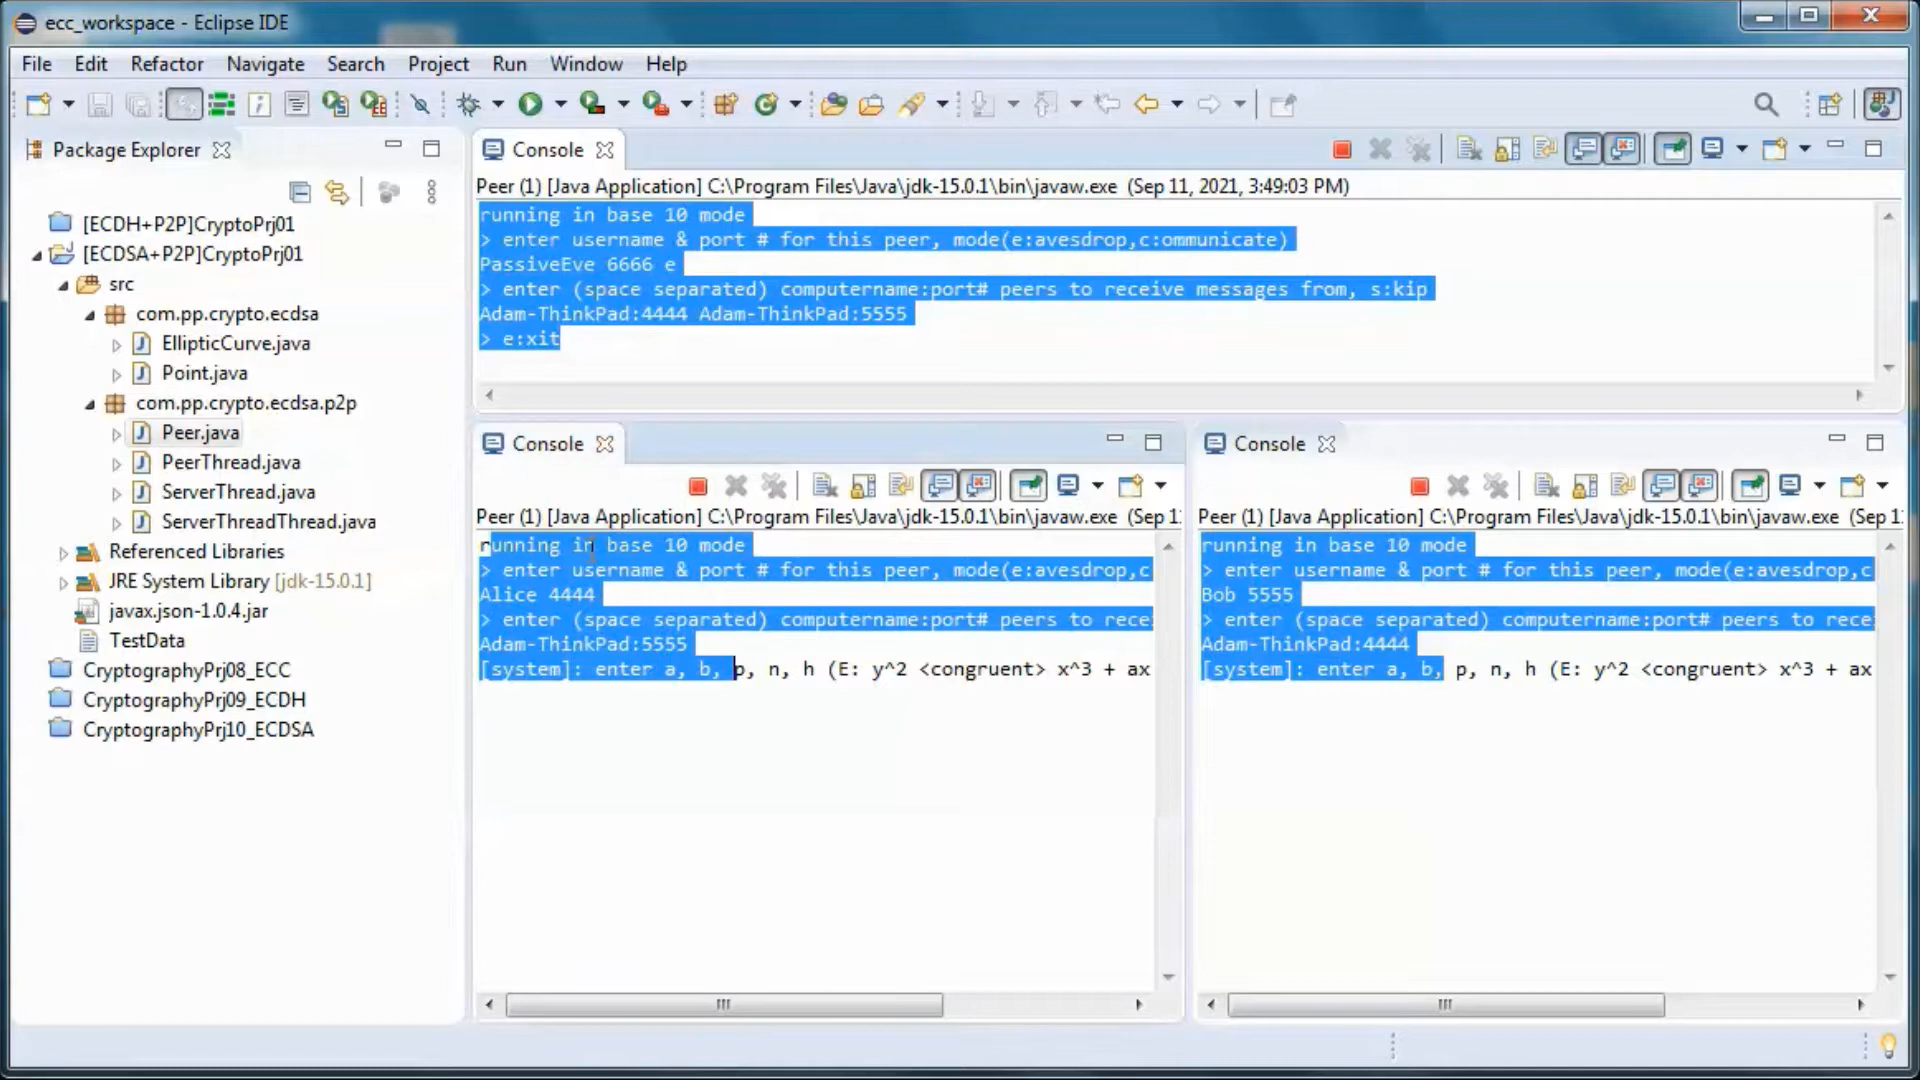 ecc_workspace - Eclipse IDE
File Edit Refactor Navigate Search Project Run Window Help
Package Explorer
[ECDH+P2P]CryptoPrj01
[ECDSA+P2P]CryptoPrj01
src
com.pp.crypto.ecdsa
EllipticCurve.java
Point.java
com.pp.crypto.ecdsa.p2p
Peer.java
PeerThread.java
ServerThread.java
ServerThreadThread.java
Referenced Libraries
JRE System Library [jdk-15.0.1]
javax.json-1.0.4.jar
TestData
CryptographyPrj08_ECC
CryptographyPrj09_ECDH
CryptographyPrj10_ECDSA
Console
Peer (1) [Java Application] C:\Program Files\Java\jdk-15.0.1\bin\javaw.exe (Sep 11, 2021, 3:49:03 PM)
running in base 10 mode
> enter username & port # for this peer, mode(e:avesdrop,c:ommunicate)
PassiveEve 6666 e
> enter (space separated) computername:port# peers to receive messages from, s:kip
Adam-ThinkPad:4444 Adam-ThinkPad:5555
> e:xit
Console
Peer (1) [Java Application] C:\Program Files\Java\jdk-15.0.1\bin\javaw.exe (Sep 1
running in base 10 mode
> enter username & port # for this peer, mode(e:avesdrop,c
Alice 4444
> enter (space separated) computername:port# peers to rece
Adam-ThinkPad:5555
[system]: enter a, b, p, n, h (E: y^2 <congruent> x^3 + ax
Console
Peer (1) [Java Application] C:\Program Files\Java\jdk-15.0.1\bin\javaw.exe (Sep 1
running in base 10 mode
> enter username & port # for this peer, mode(e:avesdrop,c
Bob 5555
> enter (space separated) computername:port# peers to rece
Adam-ThinkPad:4444
[system]: enter a, b, p, n, h (E: y^2 <congruent> x^3 + ax